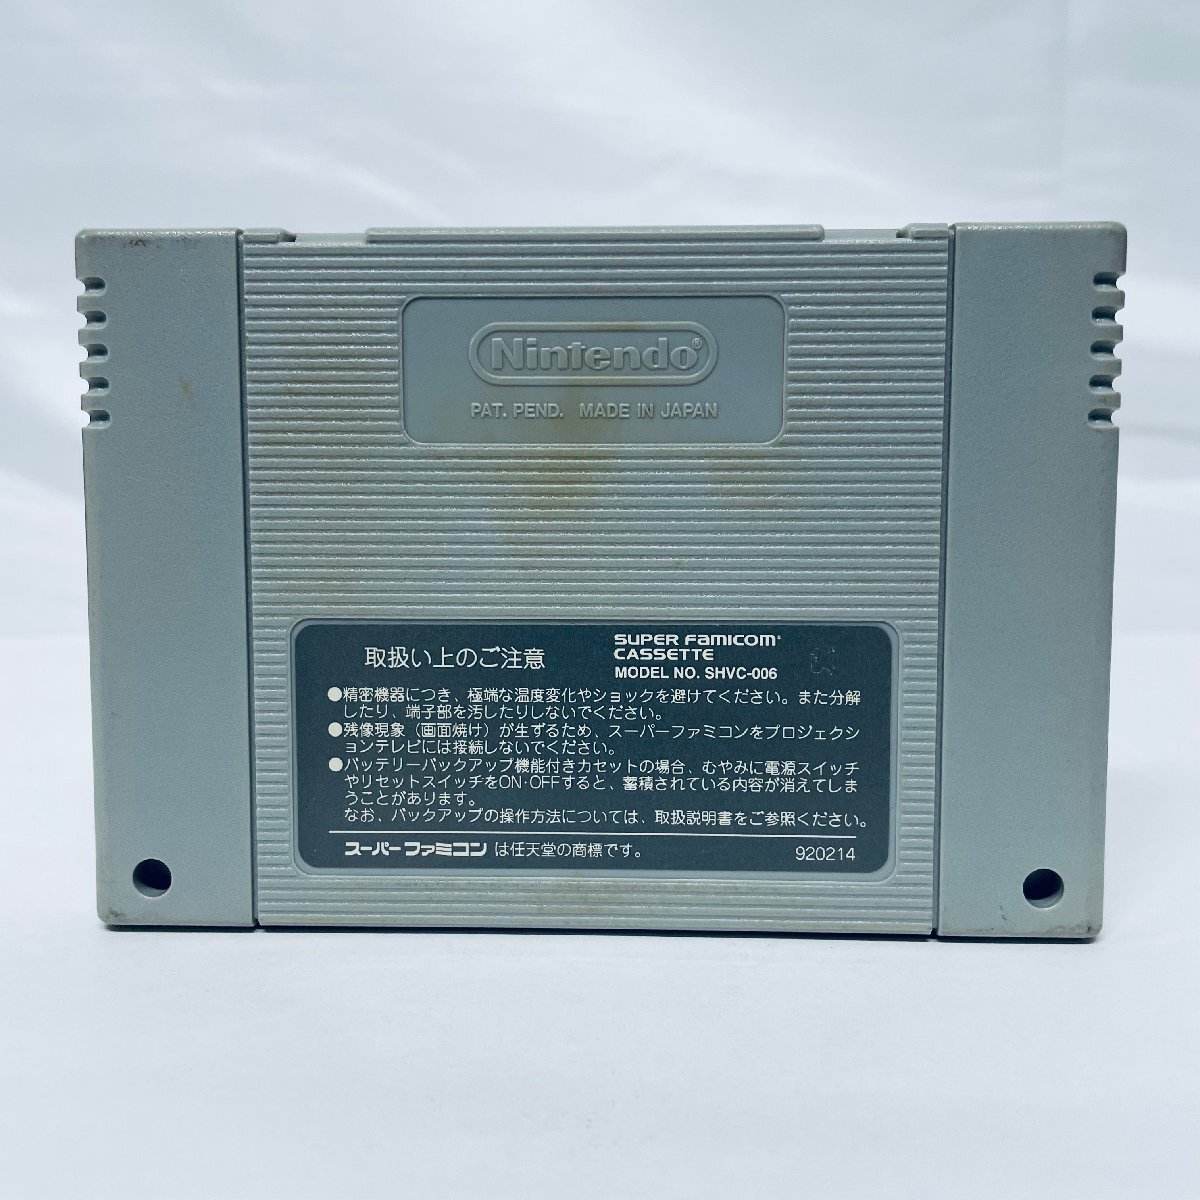 Nintendo®
PAT. PEND. MADE IN JAPAN
取扱い上のご注意
SUPER Famicom
CASSETTE
MODEL NO. SHVC-006
●精密機器につき、極端な温度変化やショックを避けてください。また分解
したり、端子部を汚したりしないでください。
●残像現象(画面焼け)が生ずるため、スーパーファミコンをプロジェクシ
ョンテレビには接続しないでください。
●バッテリーバックアップ機能付きカセットの場合、むやみに電源スイッチ
やリセットスイッチをON·OFFすると、蓄積されている内容が消えてしま
うことがあります。
なお、バックアップの操作方法については、取扱説明書をご参照ください。
スーパーファミコンは任天堂の商標です。 920214